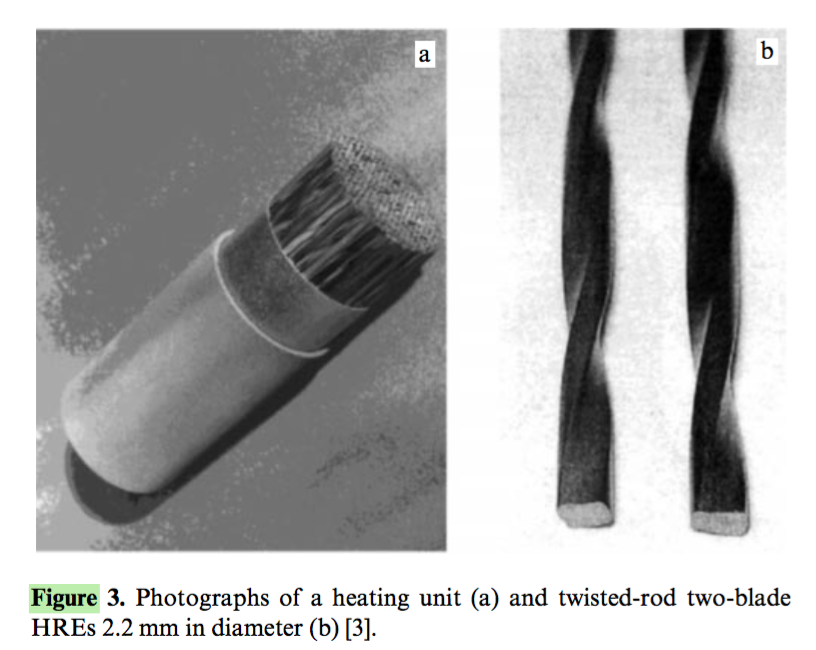 a
b
Figure 3. Photographs of a heating unit (a) and twisted-rod two-blade
HREs 2.2 mm in diameter (b) [3].